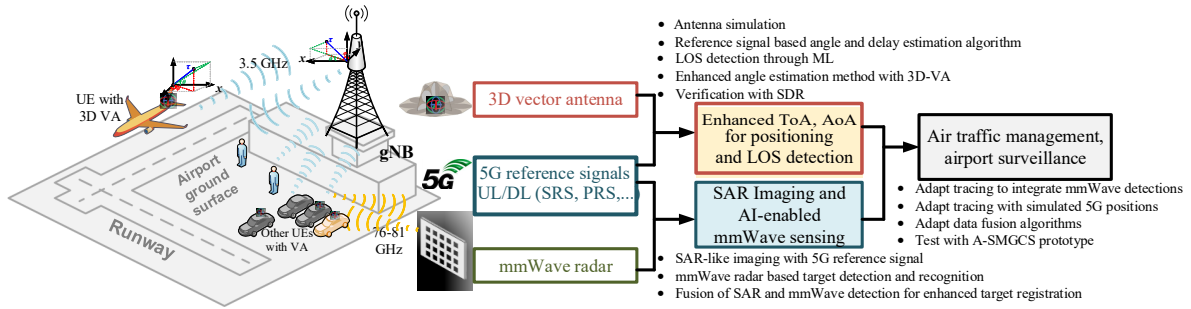 3.5 GHz
x
τ
x
τ
UE with
3D VA
gNB
Airport
ground
surface
Runway
Other UEs
with VA
76-81
GHz
5G
3D vector antenna
5G reference signals
UL/DL (SRS, PRS,...)
mmWave radar
• Antenna simulation
• Reference signal based angle and delay estimation algorithm
• LOS detection through ML
• Enhanced angle estimation method with 3D-VA
• Verification with SDR
Enhanced ToA, AoA
for positioning
and LOS detection
SAR Imaging and
AI-enabled
mmWave sensing
• SAR-like imaging with 5G reference signal
• mmWave radar based target detection and recognition
• Fusion of SAR and mmWave detection for enhanced target registration
Air traffic management,
airport surveillance
• Adapt tracing to integrate mmWave detections
• Adapt tracing with simulated 5G positions
• Adapt data fusion algorithms
• Test with A-SMGCS prototype